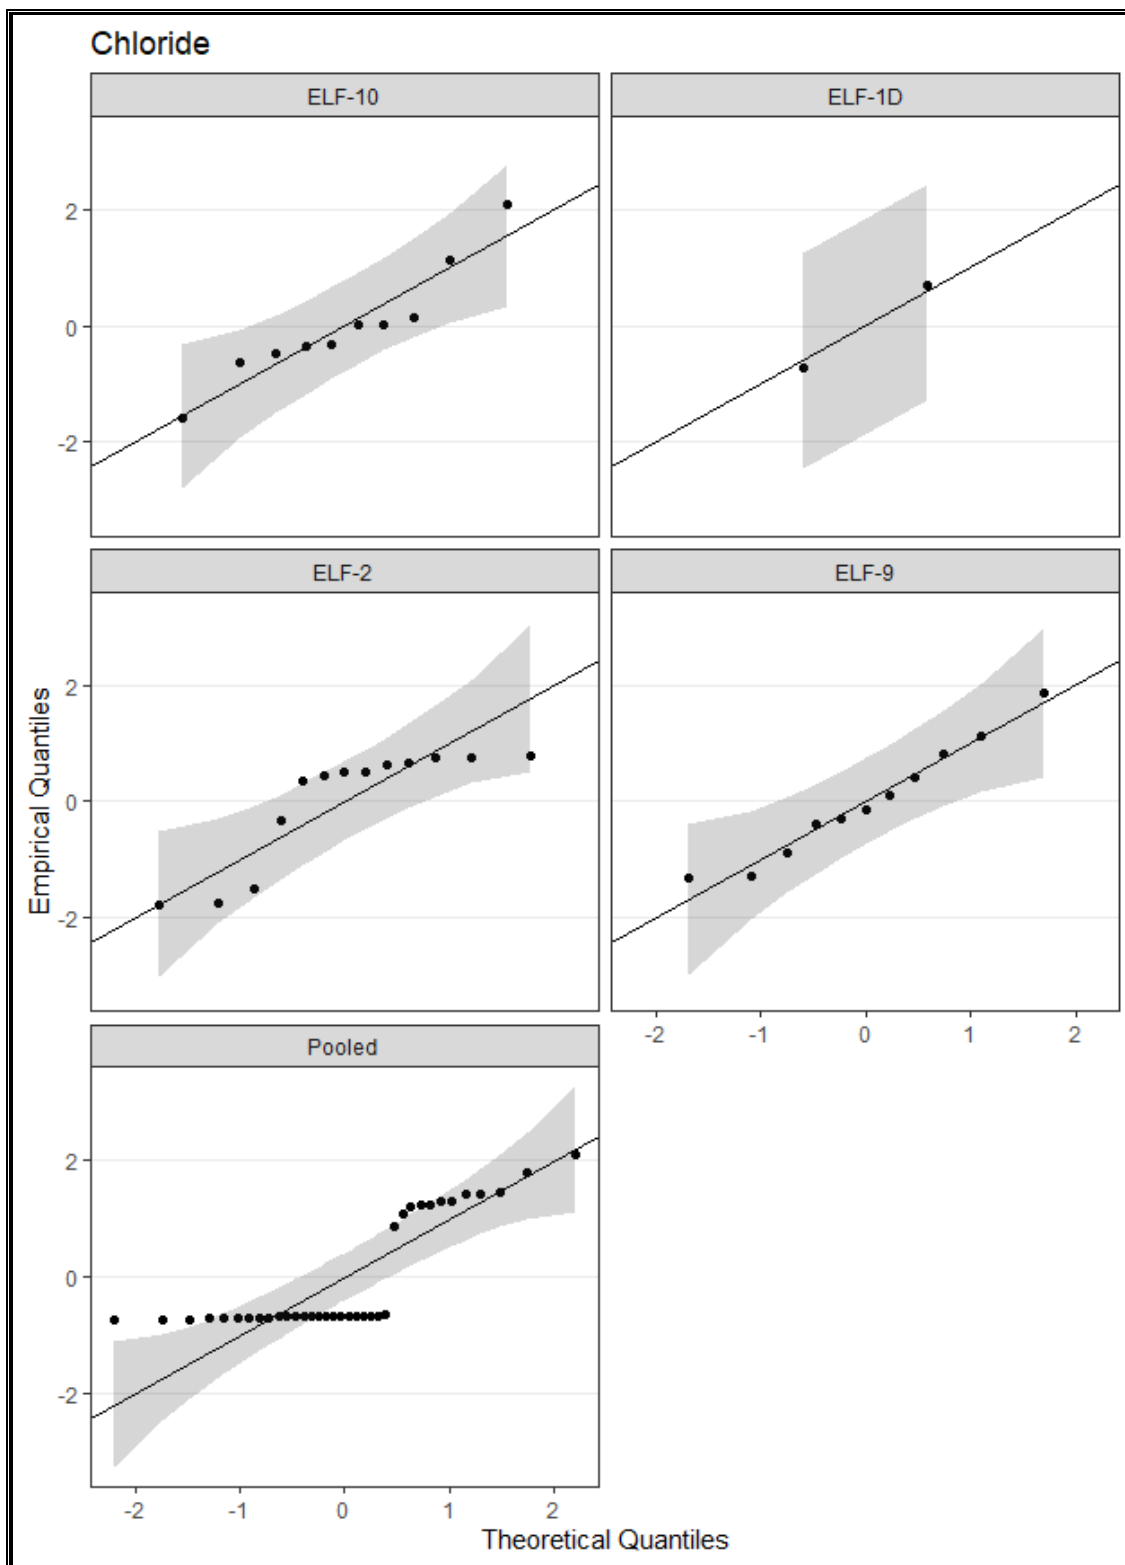 Chloride
ELF-10
ELF-1D
2
0
-2
ELF-2
ELF-9
2
0
-2
-2 -1 0 1 2
Pooled
2
0
-2
-2 -1 0 1 2
Theoretical Quantiles
Empirical Quantiles